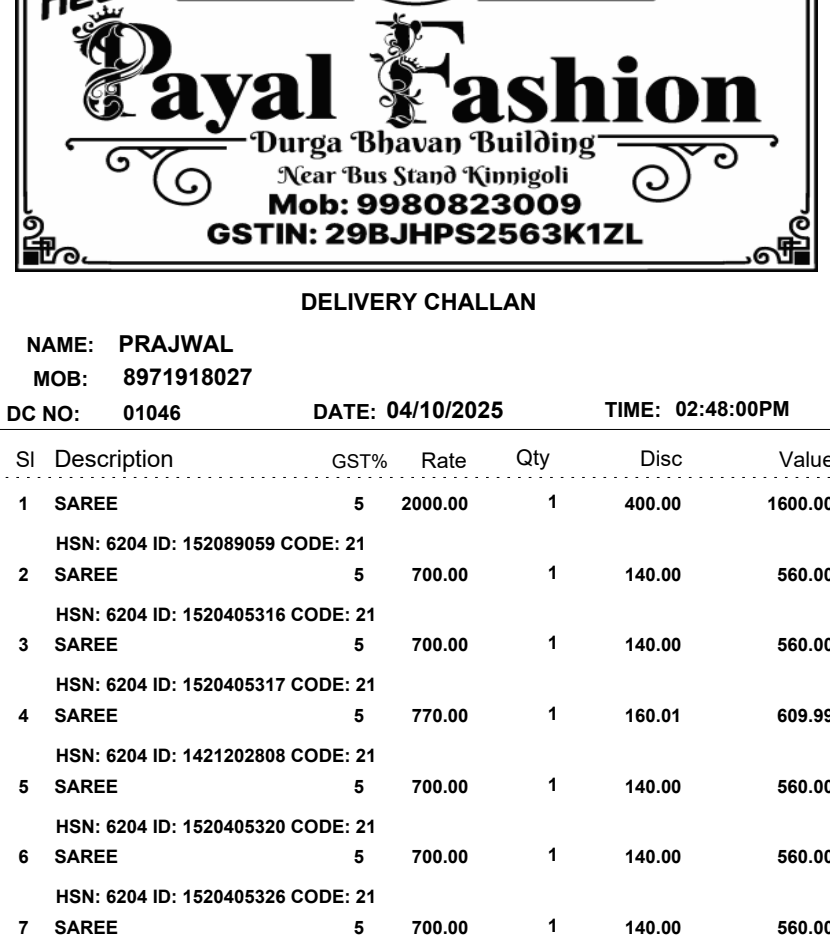 Payal Fashion
Durga Bhavan Building
Near Bus Stand Kinnigoli
Mob: 9980823009
GSTIN: 29BJHPS2563K1ZL
DELIVERY CHALLAN
NAME: PRAJWAL
MOB: 8971918027
DC NO: 01046 DATE: 04/10/2025 TIME: 02:48:00PM
Sl Description GST% Rate Qty Disc Value
1 SAREE 5 2000.00 1 400.00 1600.00
HSN: 6204 ID: 152089059 CODE: 21
2 SAREE 5 700.00 1 140.00 560.00
HSN: 6204 ID: 1520405316 CODE: 21
3 SAREE 5 700.00 1 140.00 560.00
HSN: 6204 ID: 1520405317 CODE: 21
4 SAREE 5 770.00 1 160.01 609.99
HSN: 6204 ID: 1421202808 CODE: 21
5 SAREE 5 700.00 1 140.00 560.00
HSN: 6204 ID: 1520405320 CODE: 21
6 SAREE 5 700.00 1 140.00 560.00
HSN: 6204 ID: 1520405326 CODE: 21
7 SAREE 5 700.00 1 140.00 560.00